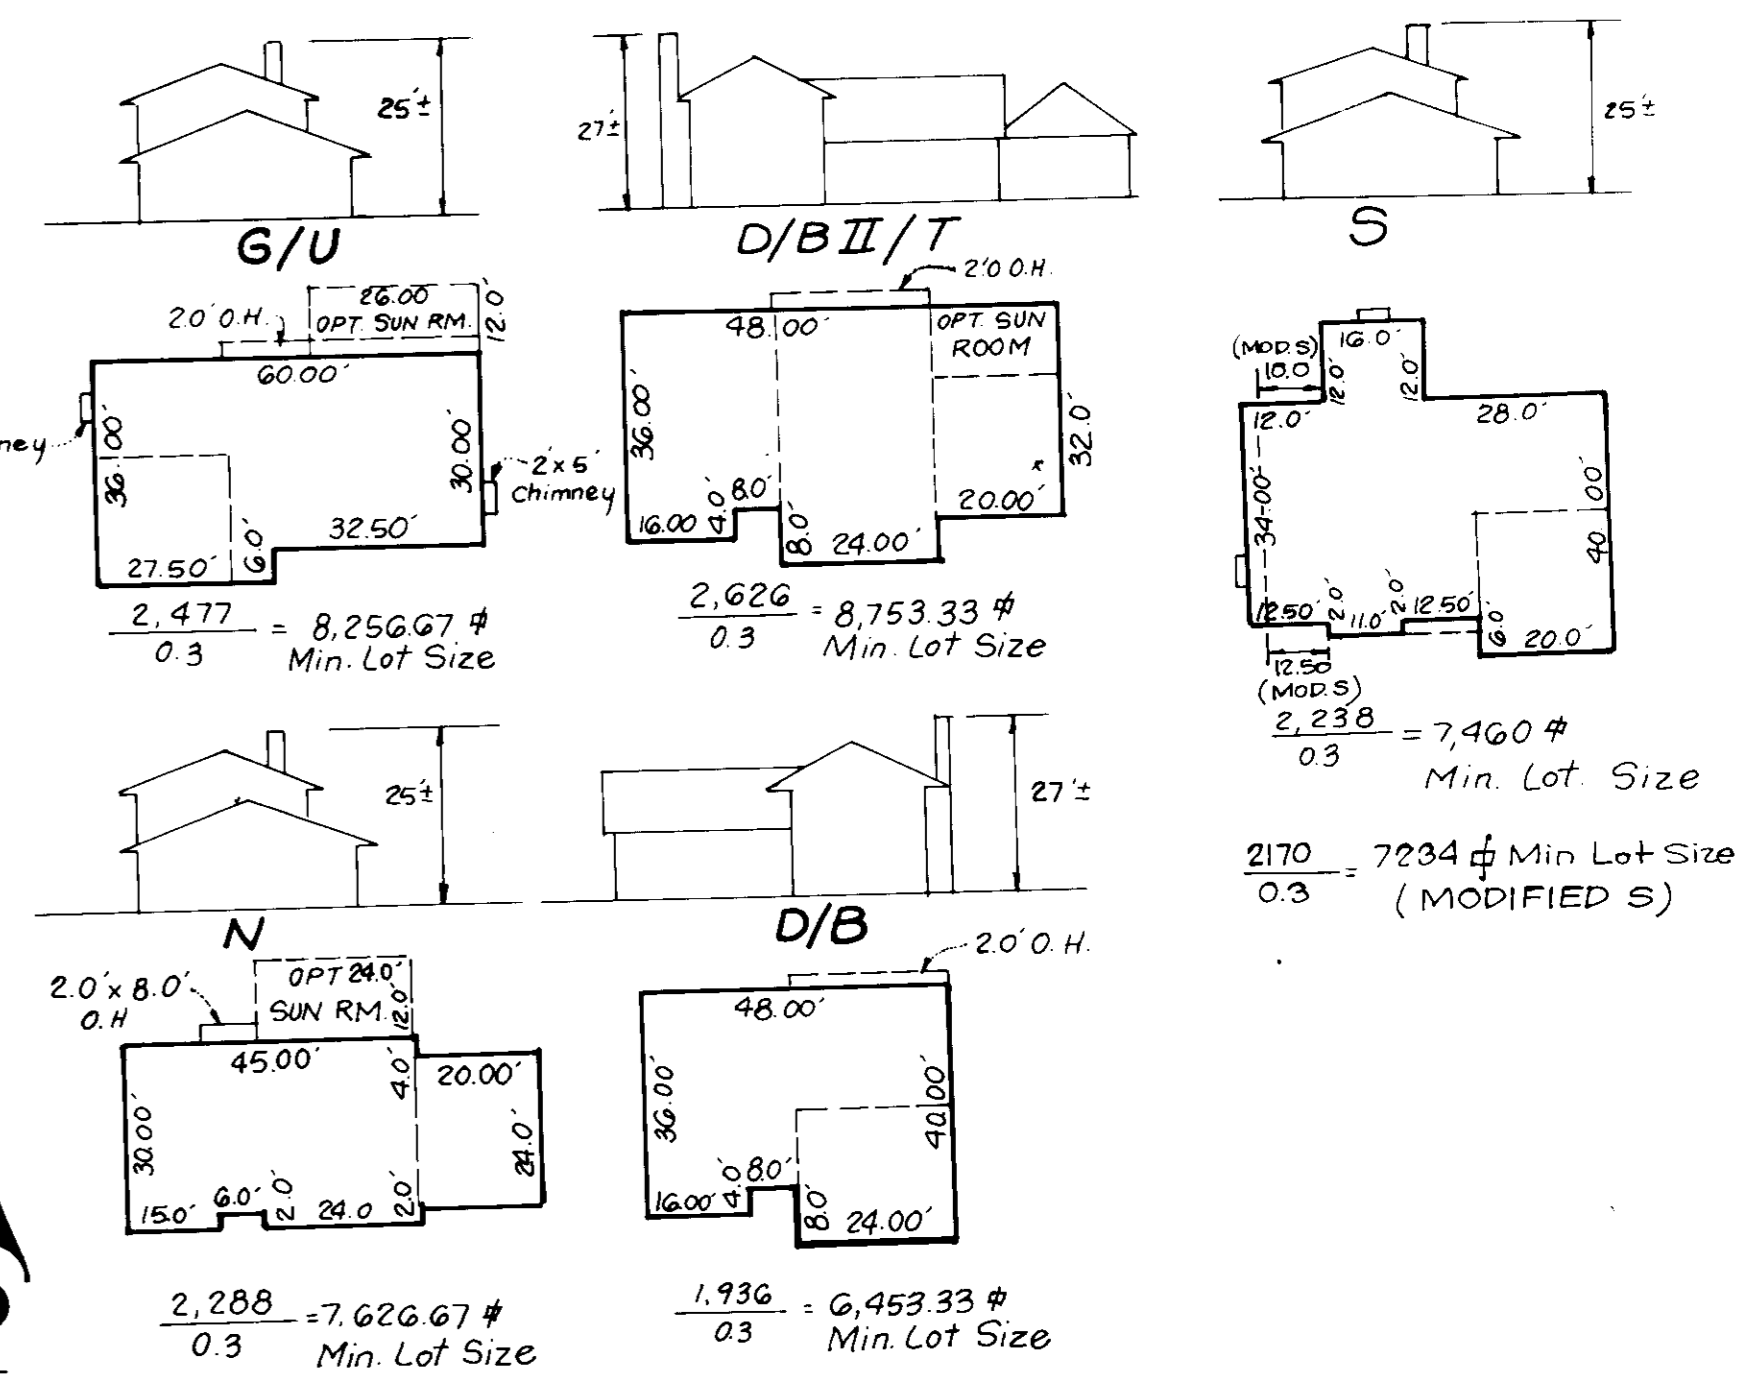 25'±
G/U
2.0' O.H.
26.00
OPT. SUN RM.
12.0'
60.00'
36.00'
30.00'
2'x5'
Chimney
ney
27.50'
6.0'
32.50'
2,477
0.3
= 8,256.67 ⌗
Min. Lot Size
27'±
D/B II/T
2'0 O.H.
48.00'
OPT. SUN
ROOM
36.00'
32.0'
16.00
4.0'
8.0'
8.0'
24.00'
20.00'
2,626
0.3
= 8,753.33 ⌗
Min. Lot Size
25'±
S
(MOD.S)
10.0
16.0'
12.0'
12.0'
12.0'
28.0'
34.00'
40.00'
12.50'
2.0'
11.0'
2.0'
12.50'
6.0'
20.0'
12.50
(MOD.S)
2,238
0.3
= 7,460 ⌗
Min. Lot. Size
2170
0.3
= 7234 ⌗ Min Lot Size
(MODIFIED S)
25'±
N
2.0'x 8.0'
O.H
OPT 24.0'
SUN RM.
12.0'
45.00'
4.0'
20.00'
30.00'
24.0'
15.0'
6.0'
2.0'
24.0
2.0'
2,288
0.3
=7,626.67 ⌗
Min. Lot Size
27'±
D/B
2.0' O.H.
48.00'
36.00'
40.00'
16.00'
4.0'
8.0'
8.0'
24.00'
1,936
0.3
= 6,453.33 ⌗
Min. Lot Size